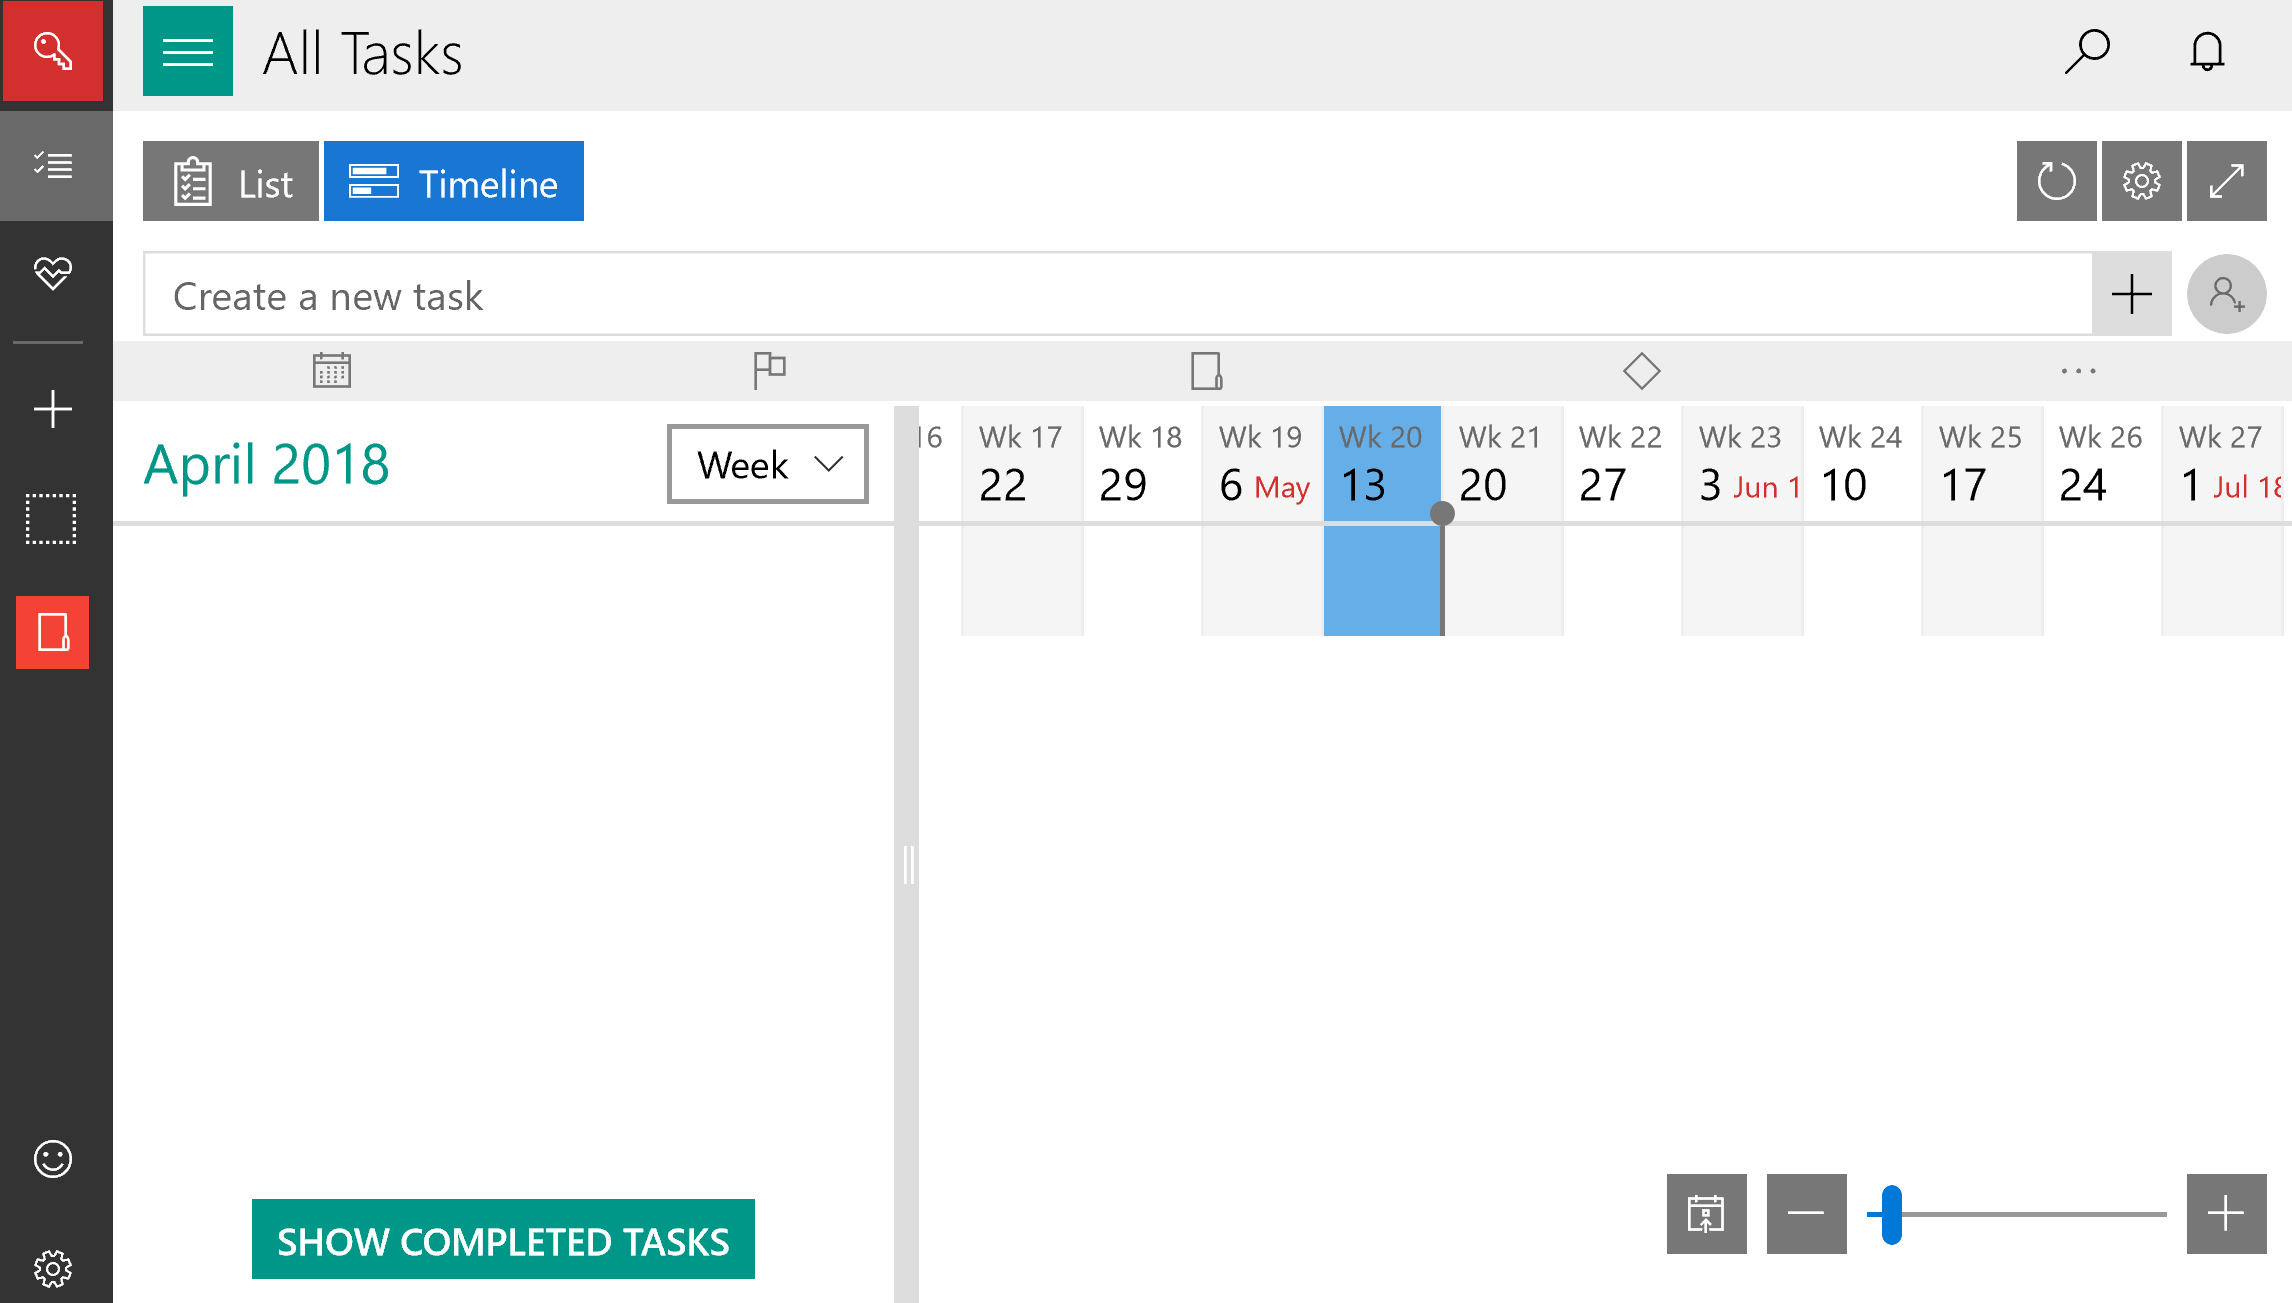 All Tasks
List
Timeline
Create a new task
April 2018
Week
16 Wk 17 Wk 18 Wk 19 Wk 20 Wk 21 Wk 22 Wk 23 Wk 24 Wk 25 Wk 26 Wk 27
22 29 6 May 13 20 27 3 Jun 1 10 17 24 1 Jul 18
SHOW COMPLETED TASKS